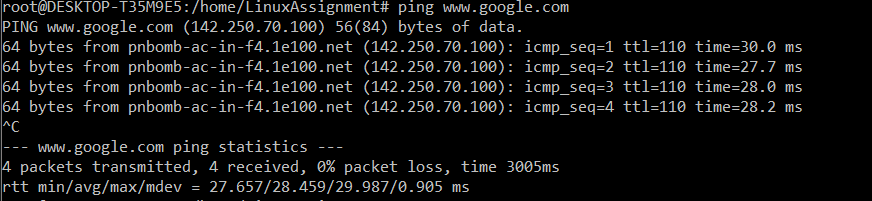 root@DESKTOP-T35M9E5:/home/LinuxAssignment# ping www.google.com
PING www.google.com (142.250.70.100) 56(84) bytes of data.
64 bytes from pnbomb-ac-in-f4.1e100.net (142.250.70.100): icmp_seq=1 ttl=110 time=30.0 ms
64 bytes from pnbomb-ac-in-f4.1e100.net (142.250.70.100): icmp_seq=2 ttl=110 time=27.7 ms
64 bytes from pnbomb-ac-in-f4.1e100.net (142.250.70.100): icmp_seq=3 ttl=110 time=28.0 ms
64 bytes from pnbomb-ac-in-f4.1e100.net (142.250.70.100): icmp_seq=4 ttl=110 time=28.2 ms
^C
--- www.google.com ping statistics ---
4 packets transmitted, 4 received, 0% packet loss, time 3005ms
rtt min/avg/max/mdev = 27.657/28.459/29.987/0.905 ms